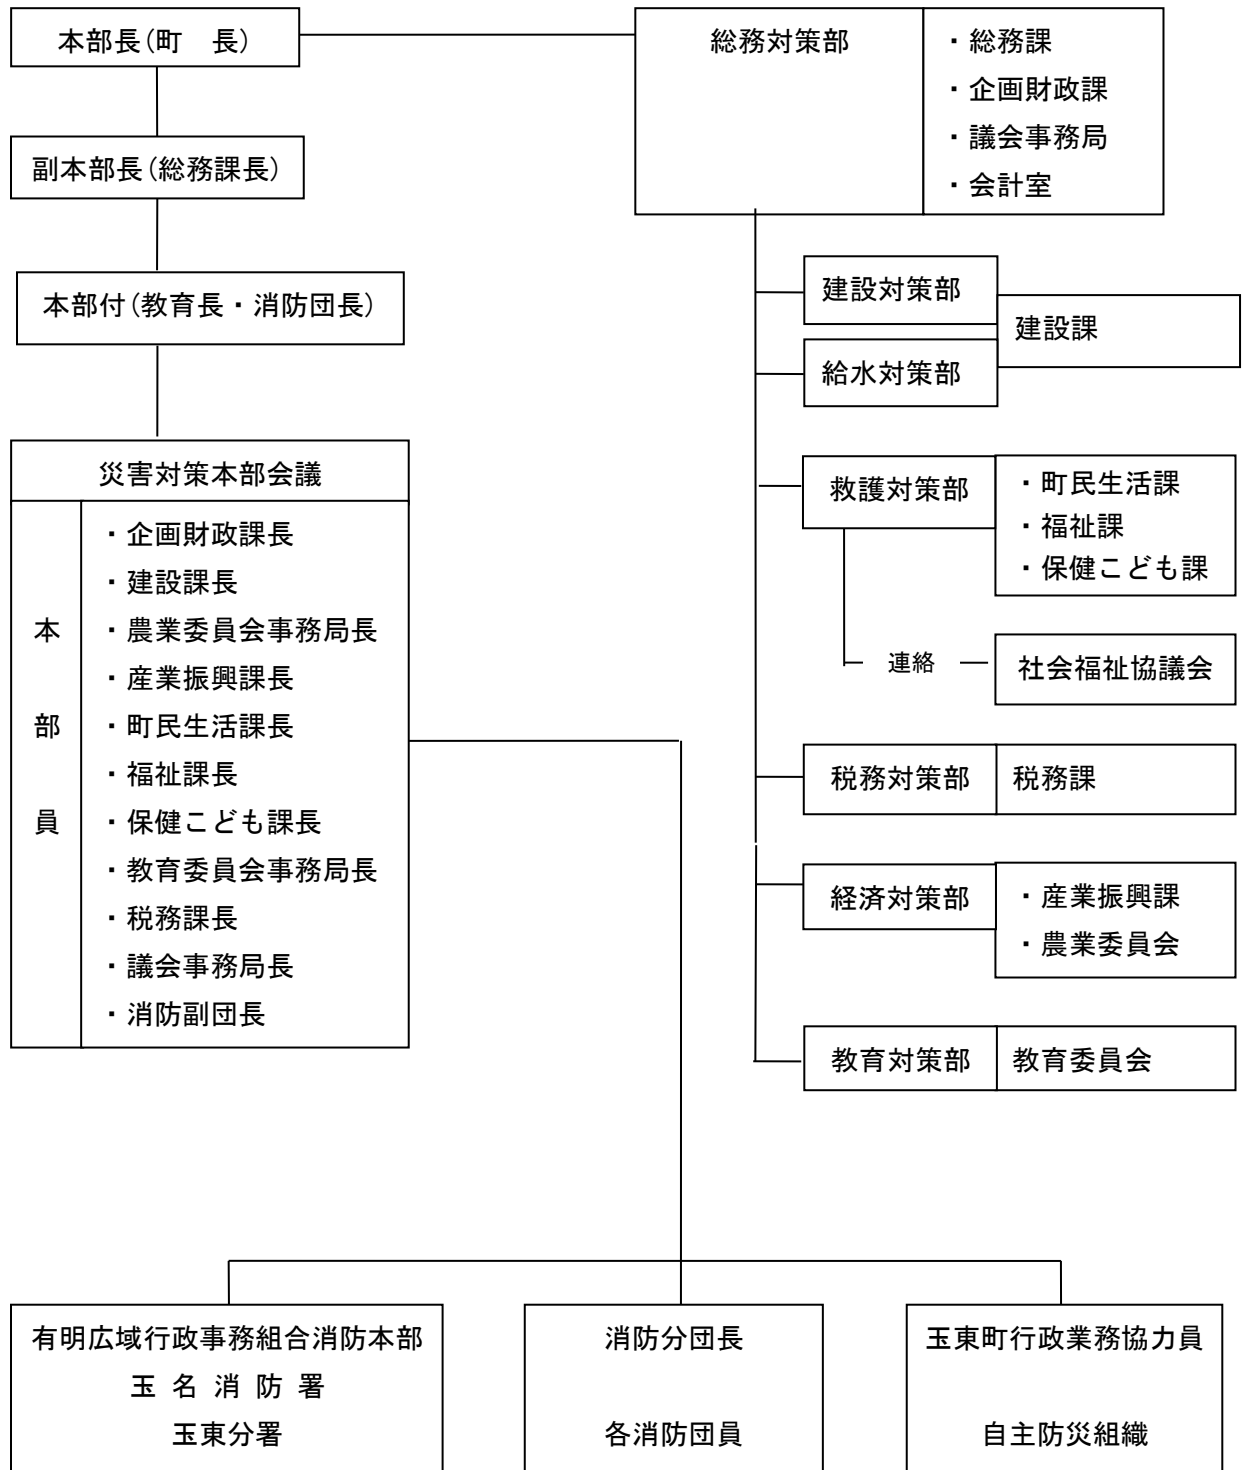 本部長(町　長)
副本部長(総務課長)
本部付(教育長・消防団長)
災害対策本部会議
本部員
・企画財政課長
・建設課長
・農業委員会事務局長
・産業振興課長
・町民生活課長
・福祉課長
・保健こども課長
・教育委員会事務局長
・税務課長
・議会事務局長
・消防副団長
総務対策部
・総務課
・企画財政課
・議会事務局
・会計室
建設対策部
給水対策部
建設課
救護対策部
・町民生活課
・福祉課
・保健こども課
連絡
社会福祉協議会
税務対策部
税務課
経済対策部
・産業振興課
・農業委員会
教育対策部
教育委員会
有明広域行政事務組合消防本部
玉 名 消 防 署
玉東分署
消防分団長
各消防団員
玉東町行政業務協力員
自主防災組織